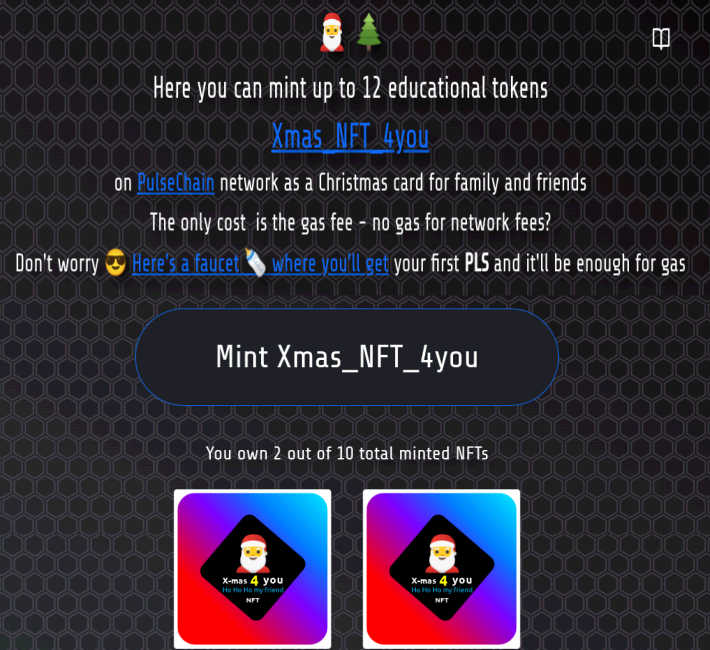 Here you can mint up to 12 educational tokens
Xmas_NFT_4you
on PulseChain network as a Christmas card for family and friends
The only cost is the gas fee - no gas for network fees?
Don't worry 😎 Here's a faucet 🍼 where you'll get your first PLS and it'll be enough for gas
Mint Xmas_NFT_4you
You own 2 out of 10 total minted NFTs
X-mas 4 you
Ho Ho Ho my friend
NFT
X-mas 4 you
Ho Ho Ho my friend
NFT